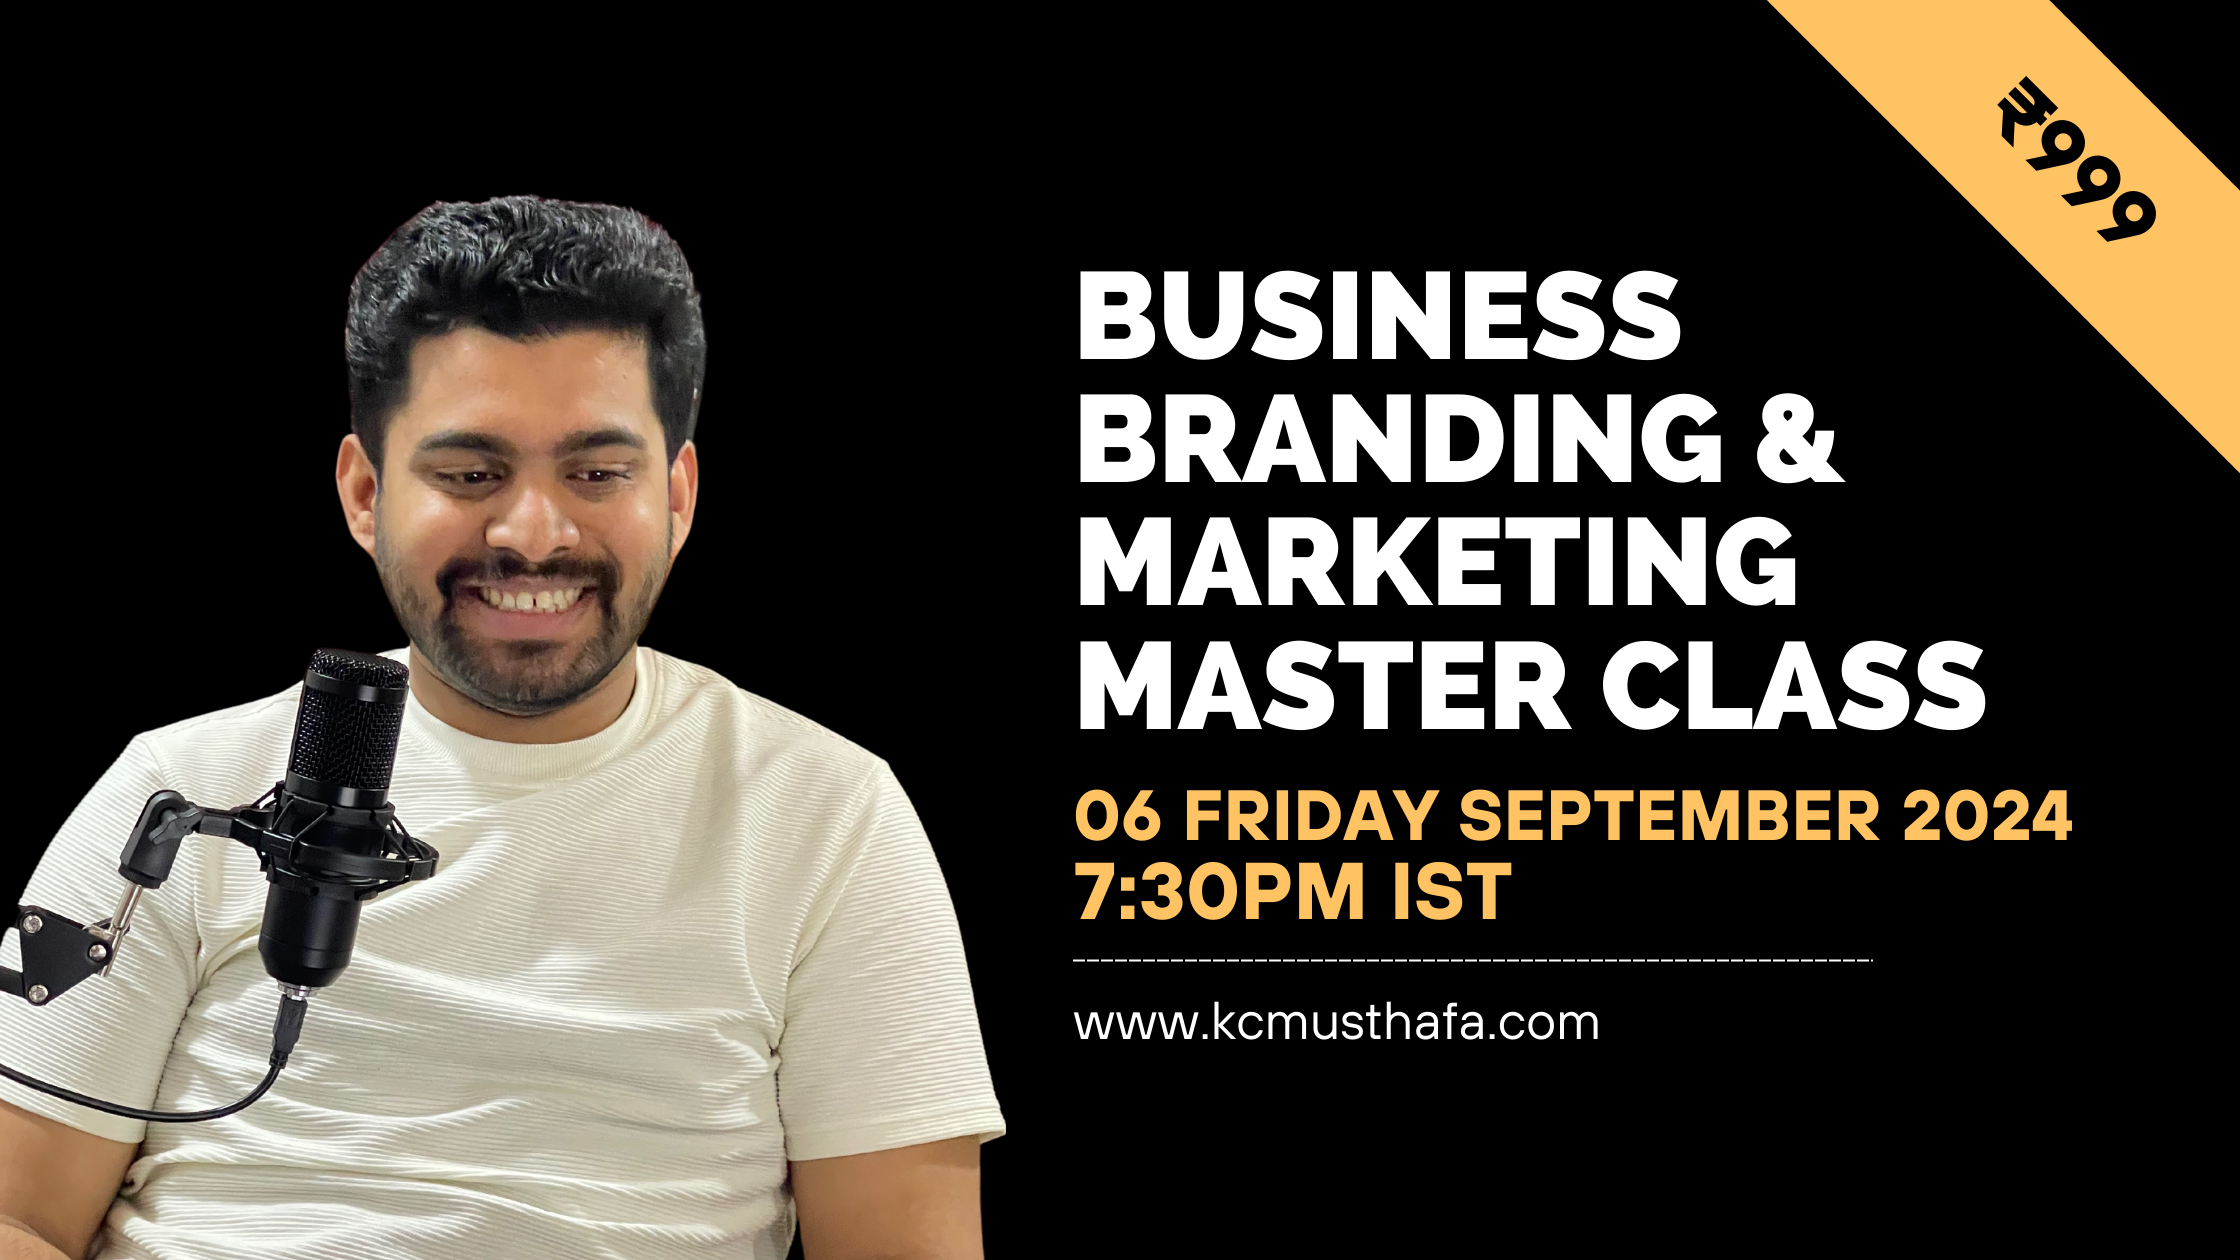 ₹999
BUSINESS
BRANDING &
MARKETING
MASTER CLASS
06 FRIDAY SEPTEMBER 2024
7:30PM IST
www.kcmusthafa.com